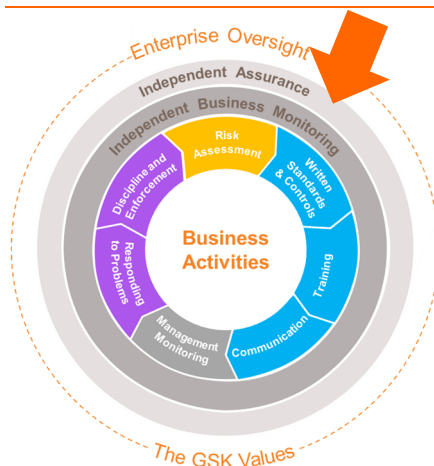 Enterprise Oversight
Independent Assurance
Independent Business Monitoring
Risk
Assessment
Written
Standards
& Controls
Training
Communication
Management
Monitoring
Responding
to Problems
Discipline and
Enforcement
Business
Activities
The GSK Values